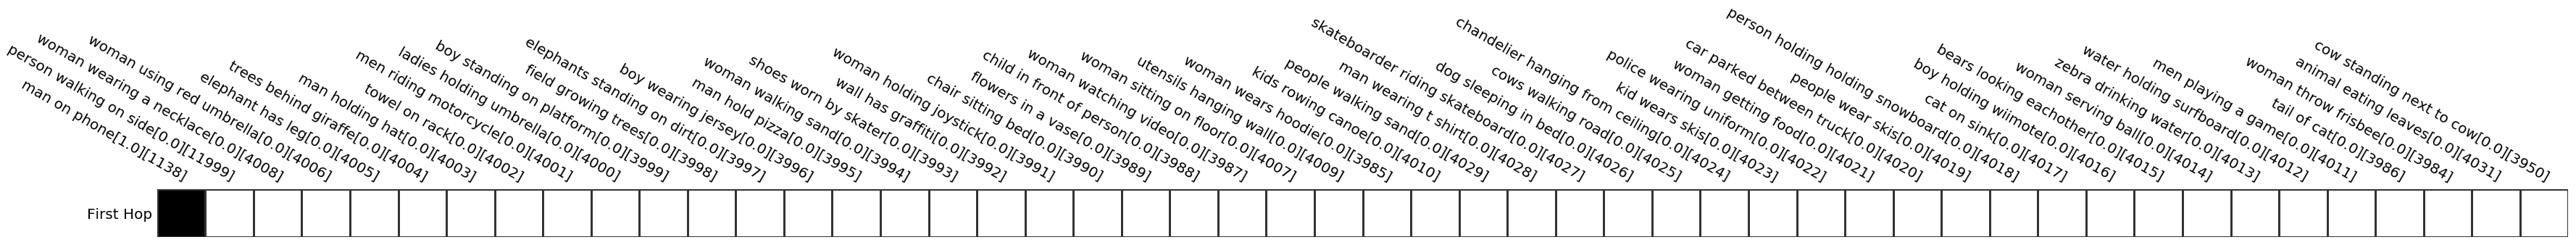 man on phone[1.0][1138]
person walking on side[0.0][11999]
woman wearing a necklace[0.0][4008]
woman using red umbrella[0.0][4006]
elephant has leg[0.0][4005]
trees behind giraffe[0.0][4004]
man holding hat[0.0][4003]
towel on rack[0.0][4002]
men riding motorcycle[0.0][4001]
ladies holding umbrella[0.0][4000]
boy standing on platform[0.0][3999]
field growing trees[0.0][3998]
elephants standing on dirt[0.0][3997]
boy wearing jersey[0.0][3996]
man hold pizza[0.0][3995]
woman walking sand[0.0][3994]
shoes worn by skater[0.0][3993]
wall has graffiti[0.0][3992]
woman holding joystick[0.0][3991]
chair sitting bed[0.0][3990]
flowers in a vase[0.0][3989]
child in front of person[0.0][3988]
woman watching video[0.0][3987]
woman sitting on floor[0.0][4007]
utensils hanging wall[0.0][4009]
woman wears hoodie[0.0][3985]
kids rowing canoe[0.0][4010]
people walking sand[0.0][4029]
man wearing t shirt[0.0][4028]
skateboarder riding skateboard[0.0][4027]
dog sleeping in bed[0.0][4026]
cows walking road[0.0][4025]
chandelier hanging from ceiling[0.0][4024]
kid wears skis[0.0][4023]
police wearing uniform[0.0][4022]
woman getting food[0.0][4021]
car parked between truck[0.0][4020]
people wear skis[0.0][4019]
person holding holding snowboard[0.0][4018]
cat on sink[0.0][4017]
boy holding wiimote[0.0][4016]
bears looking eachother[0.0][4015]
woman serving ball[0.0][4014]
zebra drinking water[0.0][4013]
water holding surfboard[0.0][4012]
men playing a game[0.0][4011]
tail of cat[0.0][3986]
woman throw frisbee[0.0][3984]
animal eating leaves[0.0][4031]
cow standing next to cow[0.0][3950]
First Hop